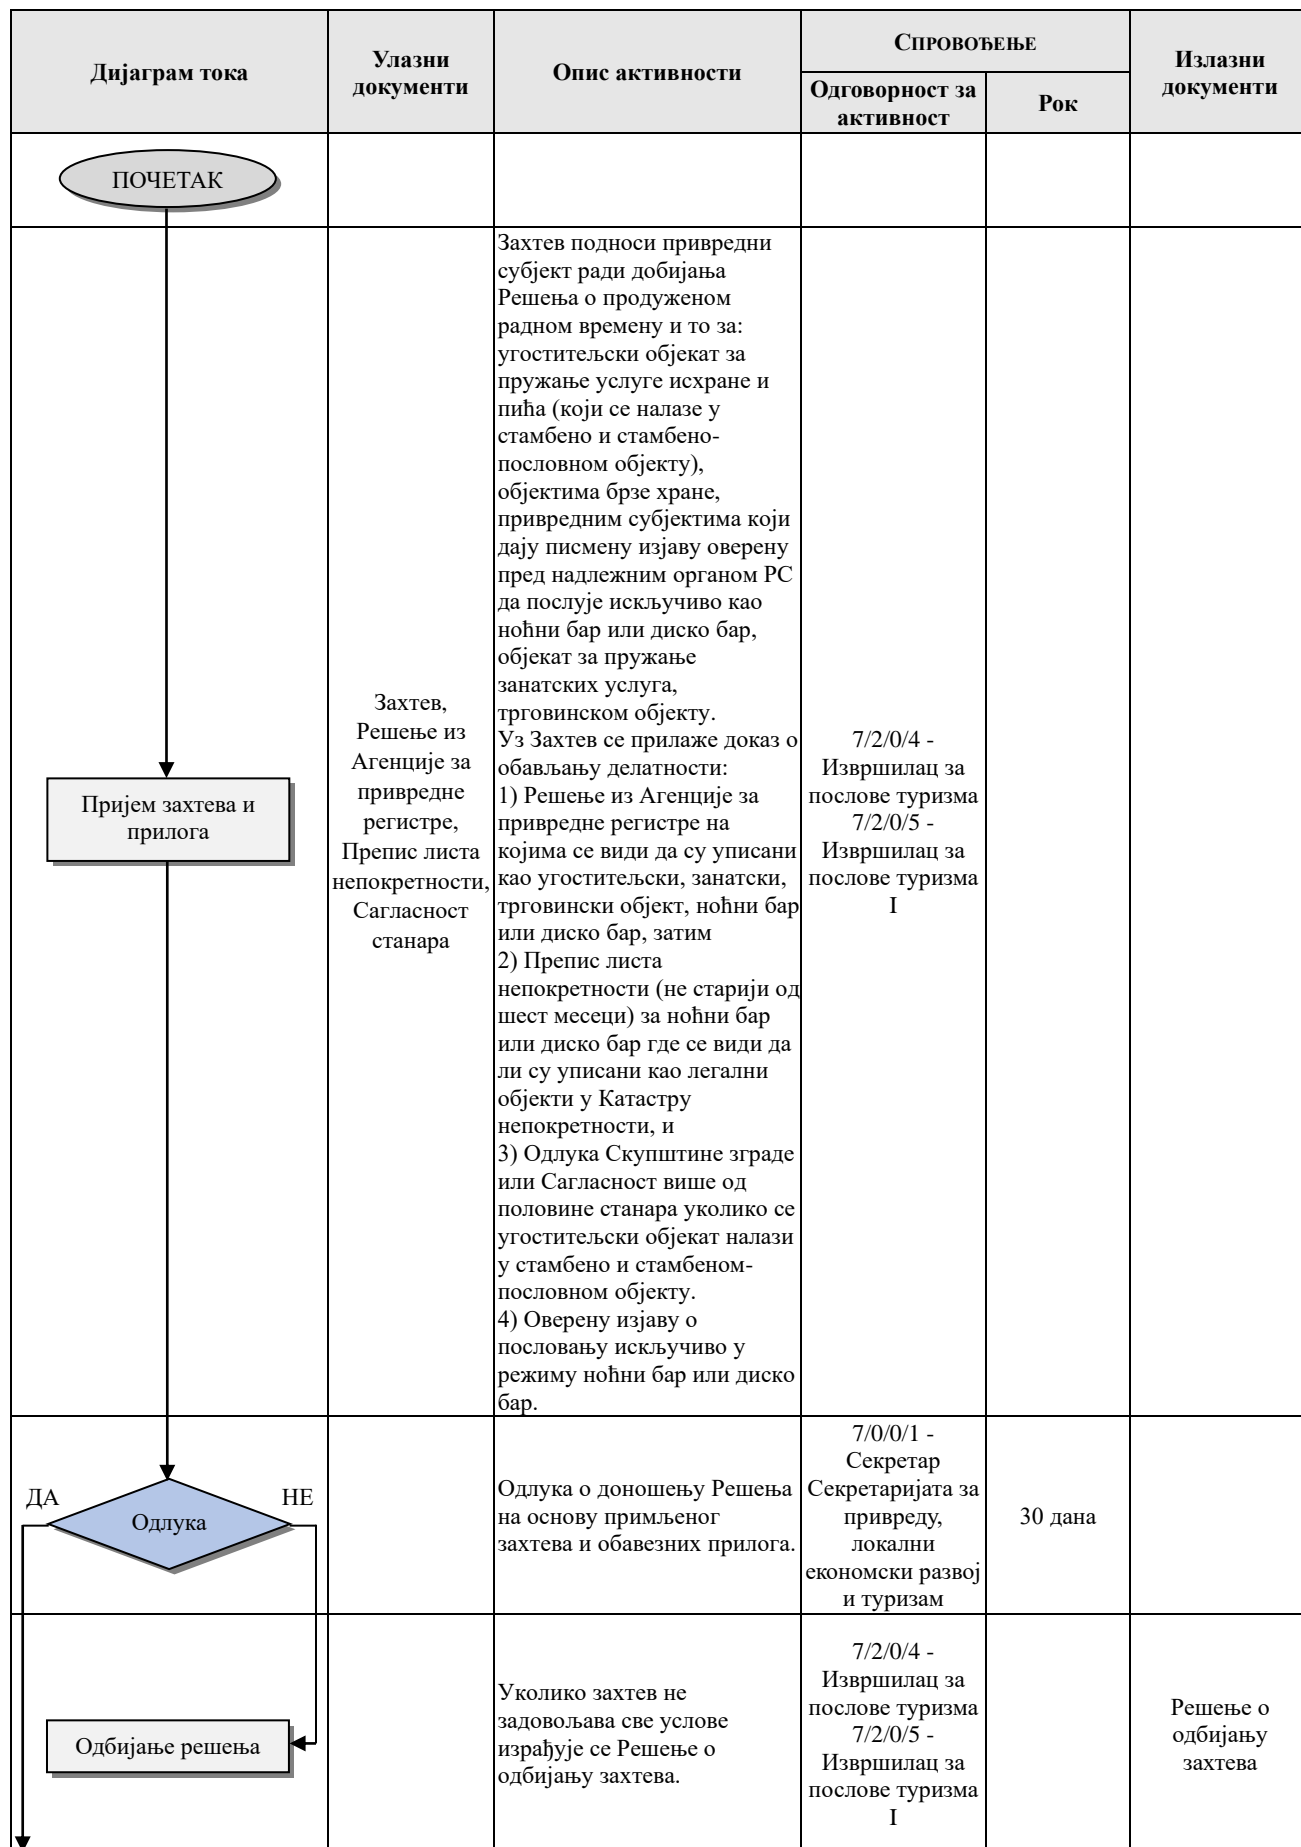 Дијаграм тока
Улазни
документи
Опис активности
СПРОВОЂЕЊЕ
Одговорност за
активност
Рок
Излазни
документи
ПОЧЕТАК
Пријем захтева и
прилога
Захтев,
Решење из
Агенције за
привредне
регистре,
Препис листа
непокретности,
Сагласност
станара
Захтев подноси привредни
субјект ради добијања
Решења о продуженом
радном времену и то за:
угоститељски објекат за
пружање услуге исхране и
пића (који се налазе у
стамбено и стамбено-
пословном објекту),
објектима брзе хране,
привредним субјектима који
дају писмену изјаву оверену
пред надлежним органом РС
да послује искључиво као
ноћни бар или диско бар,
објекат за пружање
занатских услуга,
трговинском објекту.
Уз Захтев се прилаже доказ о
обављању делатности:
1) Решење из Агенције за
привредне регистре на
којима се види да су уписани
као угоститељски, занатски,
трговински објект, ноћни бар
или диско бар, затим
2) Препис листа
непокретности (не старији од
шест месеци) за ноћни бар
или диско бар где се види да
ли су уписани као легални
објекти у Катастру
непокретности, и
3) Одлука Скупштине зграде
или Сагласност више од
половине станара уколико се
угоститељски објекат налази
у стамбено и стамбеном-
пословном објекту.
4) Оверену изјаву о
пословању искључиво у
режиму ноћни бар или диско
бар.
7/2/0/4 -
Извршилац за
послове туризма
7/2/0/5 -
Извршилац за
послове туризма
I
ДА
НЕ
Одлука
Одлука о доношењу Решења
на основу примљеног
захтева и обавезних прилога.
7/0/0/1 -
Секретар
Секретаријата за
привреду,
локални
економски развој
и туризам
30 дана
Одбијање решења
Уколико захтев не
задовољава све услове
израђује се Решење о
одбијању захтева.
7/2/0/4 -
Извршилац за
послове туризма
7/2/0/5 -
Извршилац за
послове туризма
I
Решење о
одбијању
захтева